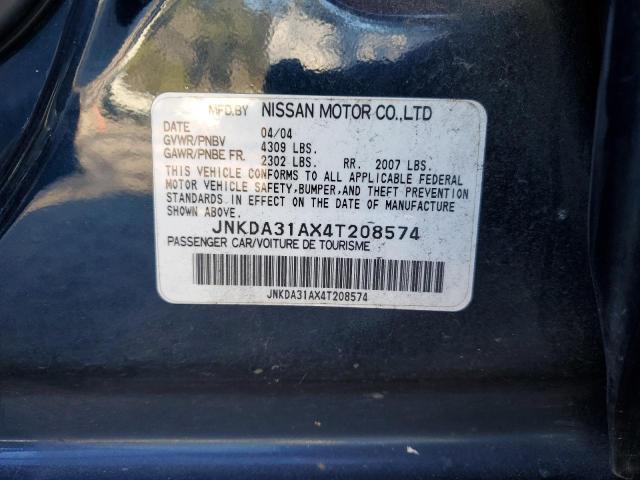 MFD.BY NISSAN MOTOR CO.,LTD
DATE 04/04
GVWR/PNBV 4309 LBS.
GAWR/PNBE FR. 2302 LBS. RR. 2007 LBS.
THIS VEHICLE CONFORMS TO ALL APPLICABLE FEDERAL
MOTOR VEHICLE SAFETY,BUMPER,AND THEFT PREVENTION
STANDARDS IN EFFECT ON THE DATE OF MANUFACTURE
SHOWN ABOVE.
JNKDA31AX4T208574
PASSENGER CAR/VOITURE DE TOURISME
JNKDA31AX4T208574